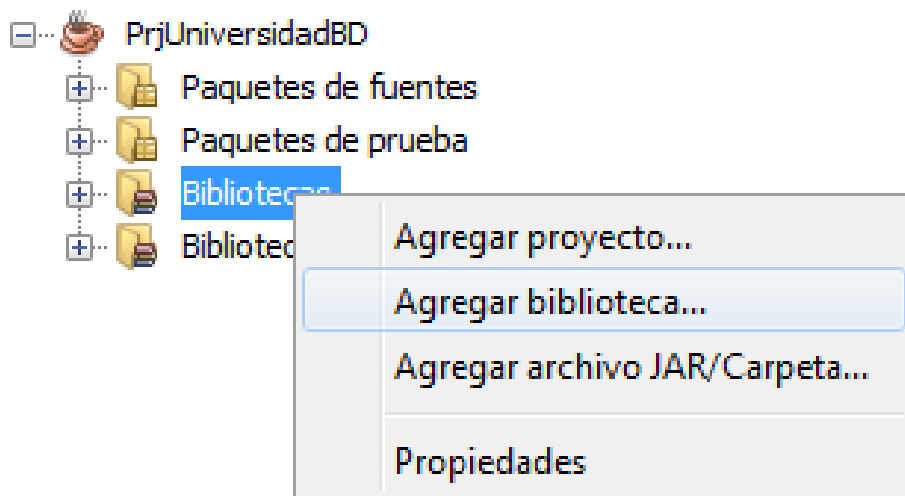 PrjUniversidadBD
Paquetes de fuentes
Paquetes de prueba
Bibliotecas
Agregar proyecto...
Agregar biblioteca...
Agregar archivo JAR/Carpeta...
Propiedades